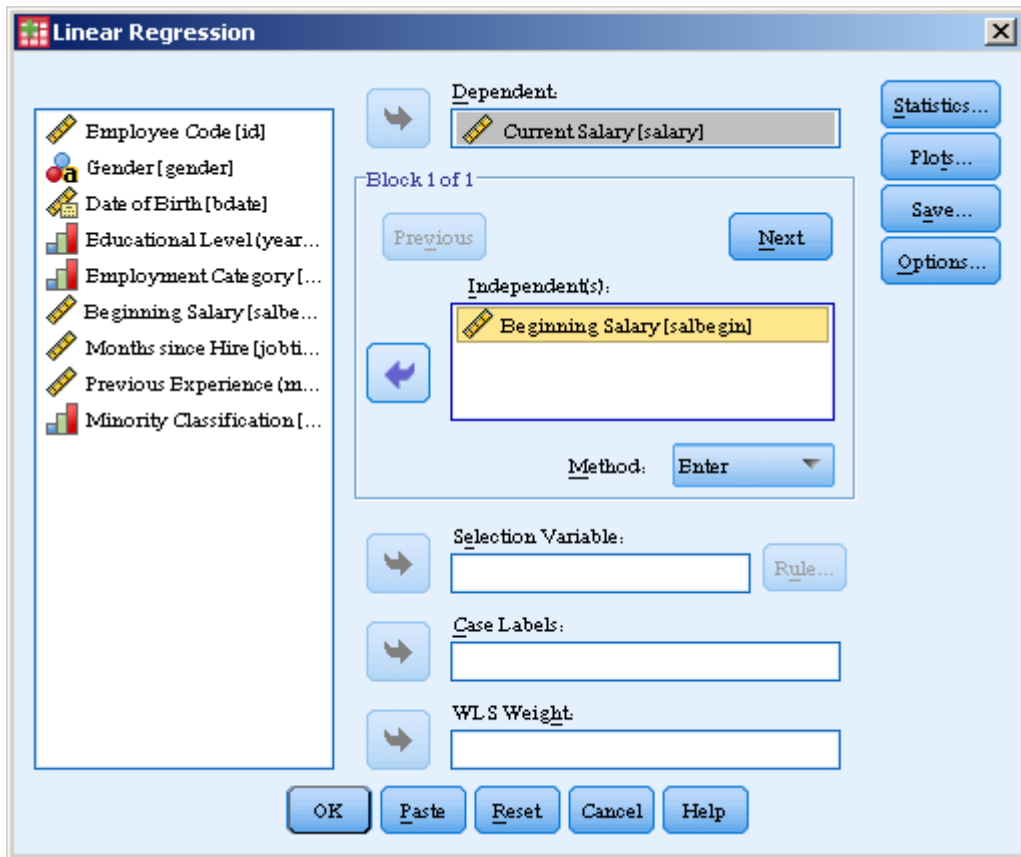 Linear Regression
Employee Code [id]
Gender [gender]
Date of Birth [bdate]
Educational Level (year...
Employment Category [...
Beginning Salary [salbe...
Months since Hire [jobti...
Previous Experience (m...
Minority Classification [...
Dependent:
Current Salary [salary]
Block 1 of 1
Previous
Next
Independent(s):
Beginning Salary [salbegin]
Method:
Enter
Selection Variable:
Rule...
Case Labels:
WLS Weight:
Statistics...
Plots...
Save...
Options...
OK
Paste
Reset
Cancel
Help